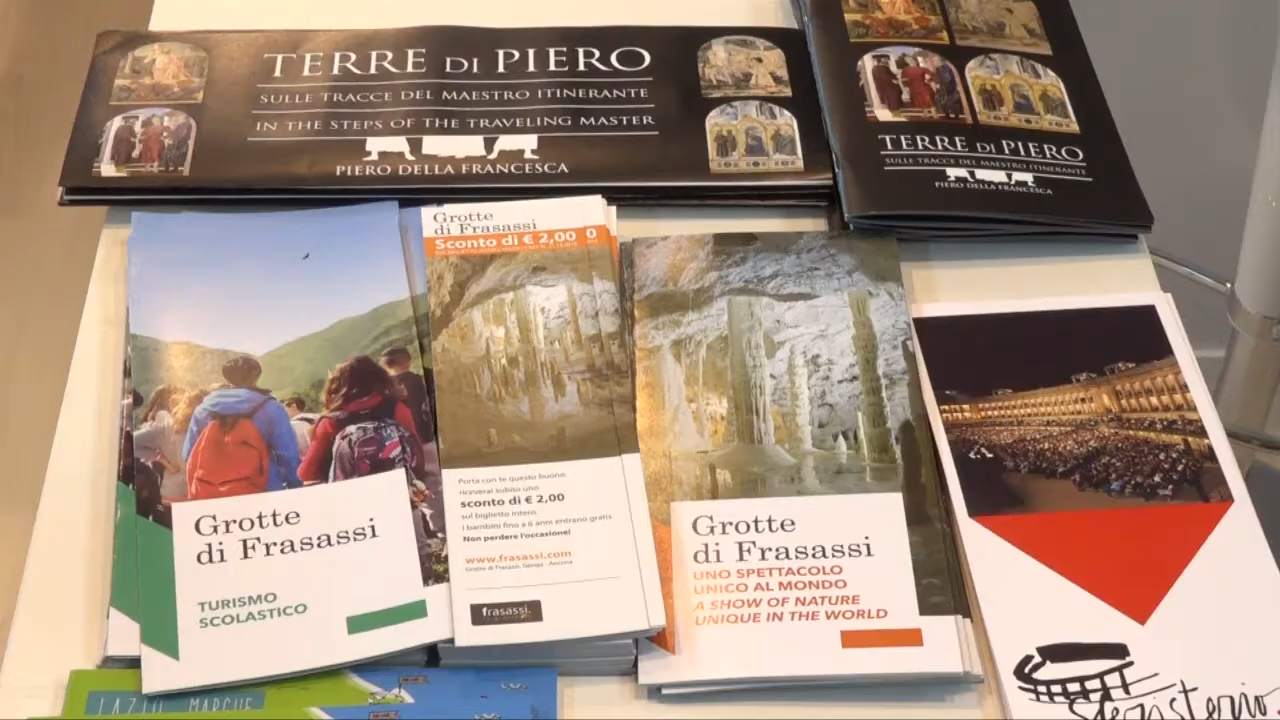 TERRE DI PIERO
SULLE TRACCE DEL MAESTRO ITINERANTE
IN THE STEPS OF THE TRAVELING MASTER
PIERO DELLA FRANCESCA
TERRE DI PIERO
SULLE TRACCE DEL MAESTRO ITINERANTE
PIERO DELLA FRANCESCA
Grotte
di Frasassi
TURISMO
SCOLASTICO
Grotte
di Frasassi
Sconto di € 2,00
Porta con te questo buono:
riceverai subito uno
sconto di € 2,00
sul biglietto intero.
I bambini fino a 6 anni entrano gratis.
Non perdere l'occasione!
www.frasassi.com
Grotte di Frasassi, Genga - Ancona
frasassi.
Grotte
di Frasassi
UNO SPETTACOLO
UNICO AL MONDO
A SHOW OF NATURE
UNIQUE IN THE WORLD
Sferisterio
LAZIO MARCHE